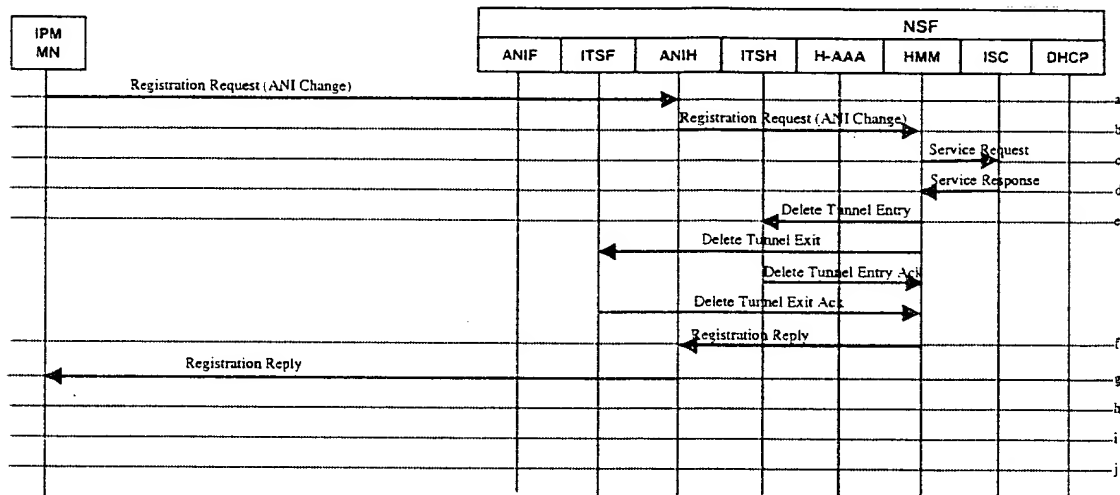 NSF
IPM
MN
ANIF ITSF ANIH ITSH H-AAA HMM ISC DHCP
Registration Request (ANI Change)
a
Registration Request (ANI Change)
b
Service Request
c
Service Response
d
Delete Tunnel Entry
e
Delete Tunnel Exit
Delete Tunnel Entry Ack
Delete Tunnel Exit Ack
Registration Reply
f
Registration Reply
g
h
i
j